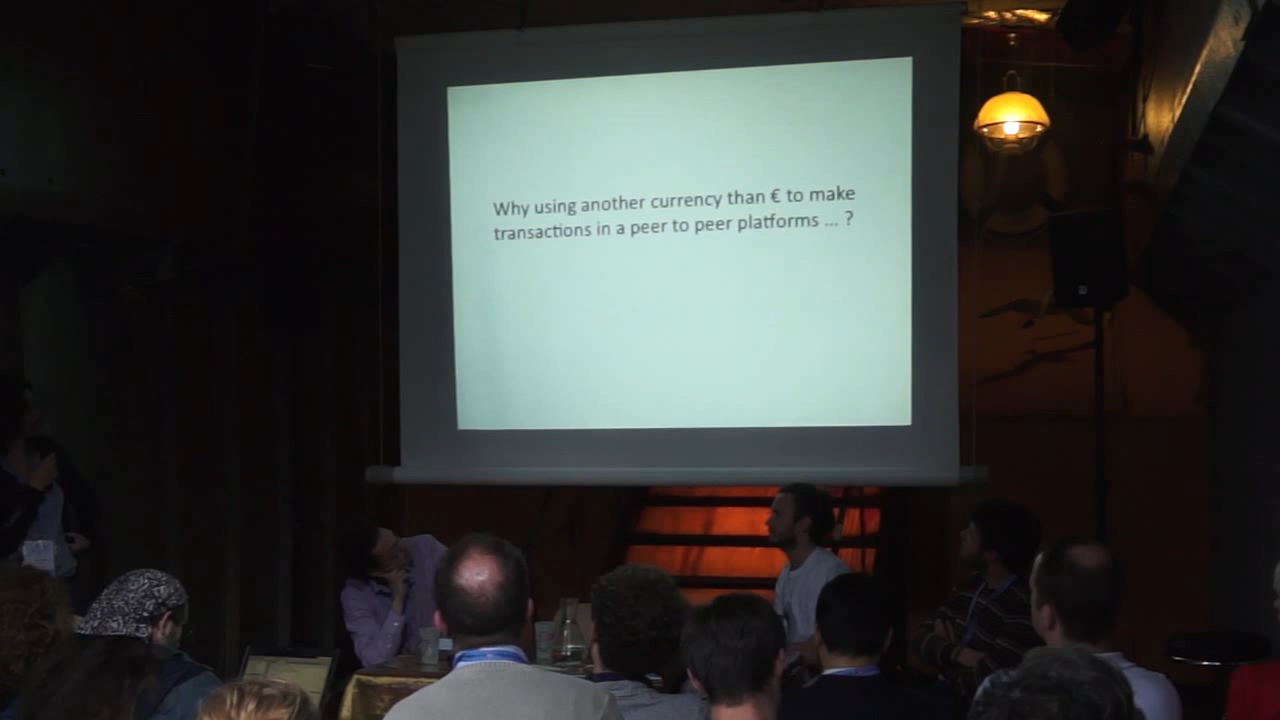 Why using another currency than € to make
transactions in a peer to peer platforms ... ?